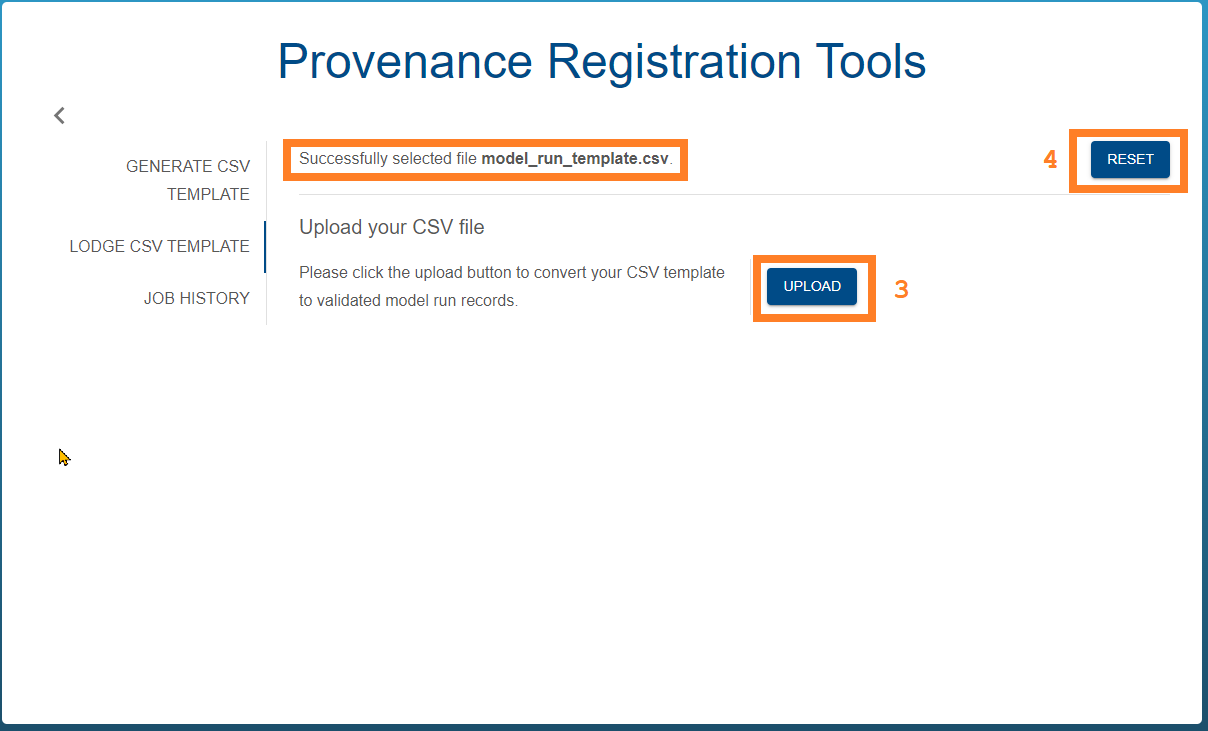 Provenance Registration Tools
GENERATE CSV
TEMPLATE
LODGE CSV TEMPLATE
JOB HISTORY
Successfully selected file model_run_template.csv.
4
RESET
Upload your CSV file
Please click the upload button to convert your CSV template
to validated model run records.
UPLOAD
3